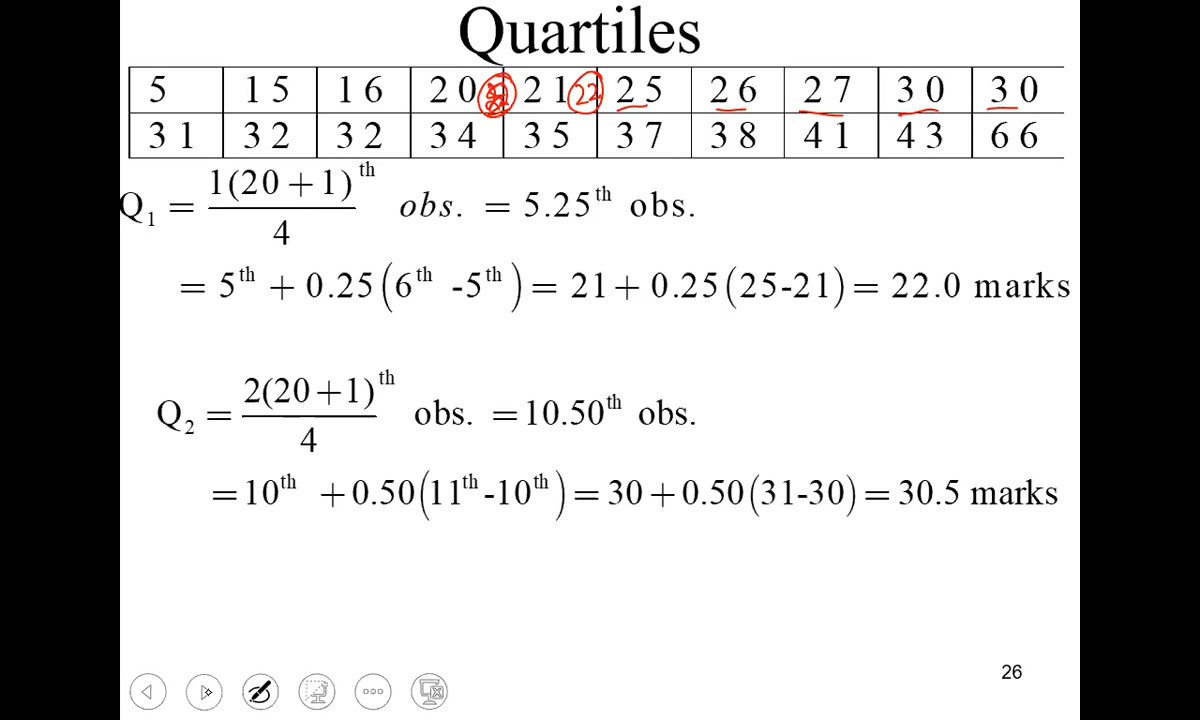 Quartiles
5 15 16 20 21 22 25 26 27 30 30
31 32 32 34 35 37 38 41 43 66
Q₁ = 1(20+1)/4 ᵗʰ obs. = 5.25ᵗʰ obs.
= 5ᵗʰ + 0.25(6ᵗʰ -5ᵗʰ) = 21 + 0.25(25-21) = 22.0 marks
Q₂ = 2(20+1)/4 ᵗʰ obs. = 10.50ᵗʰ obs.
= 10ᵗʰ + 0.50(11ᵗʰ-10ᵗʰ) = 30 + 0.50(31-30) = 30.5 marks
26